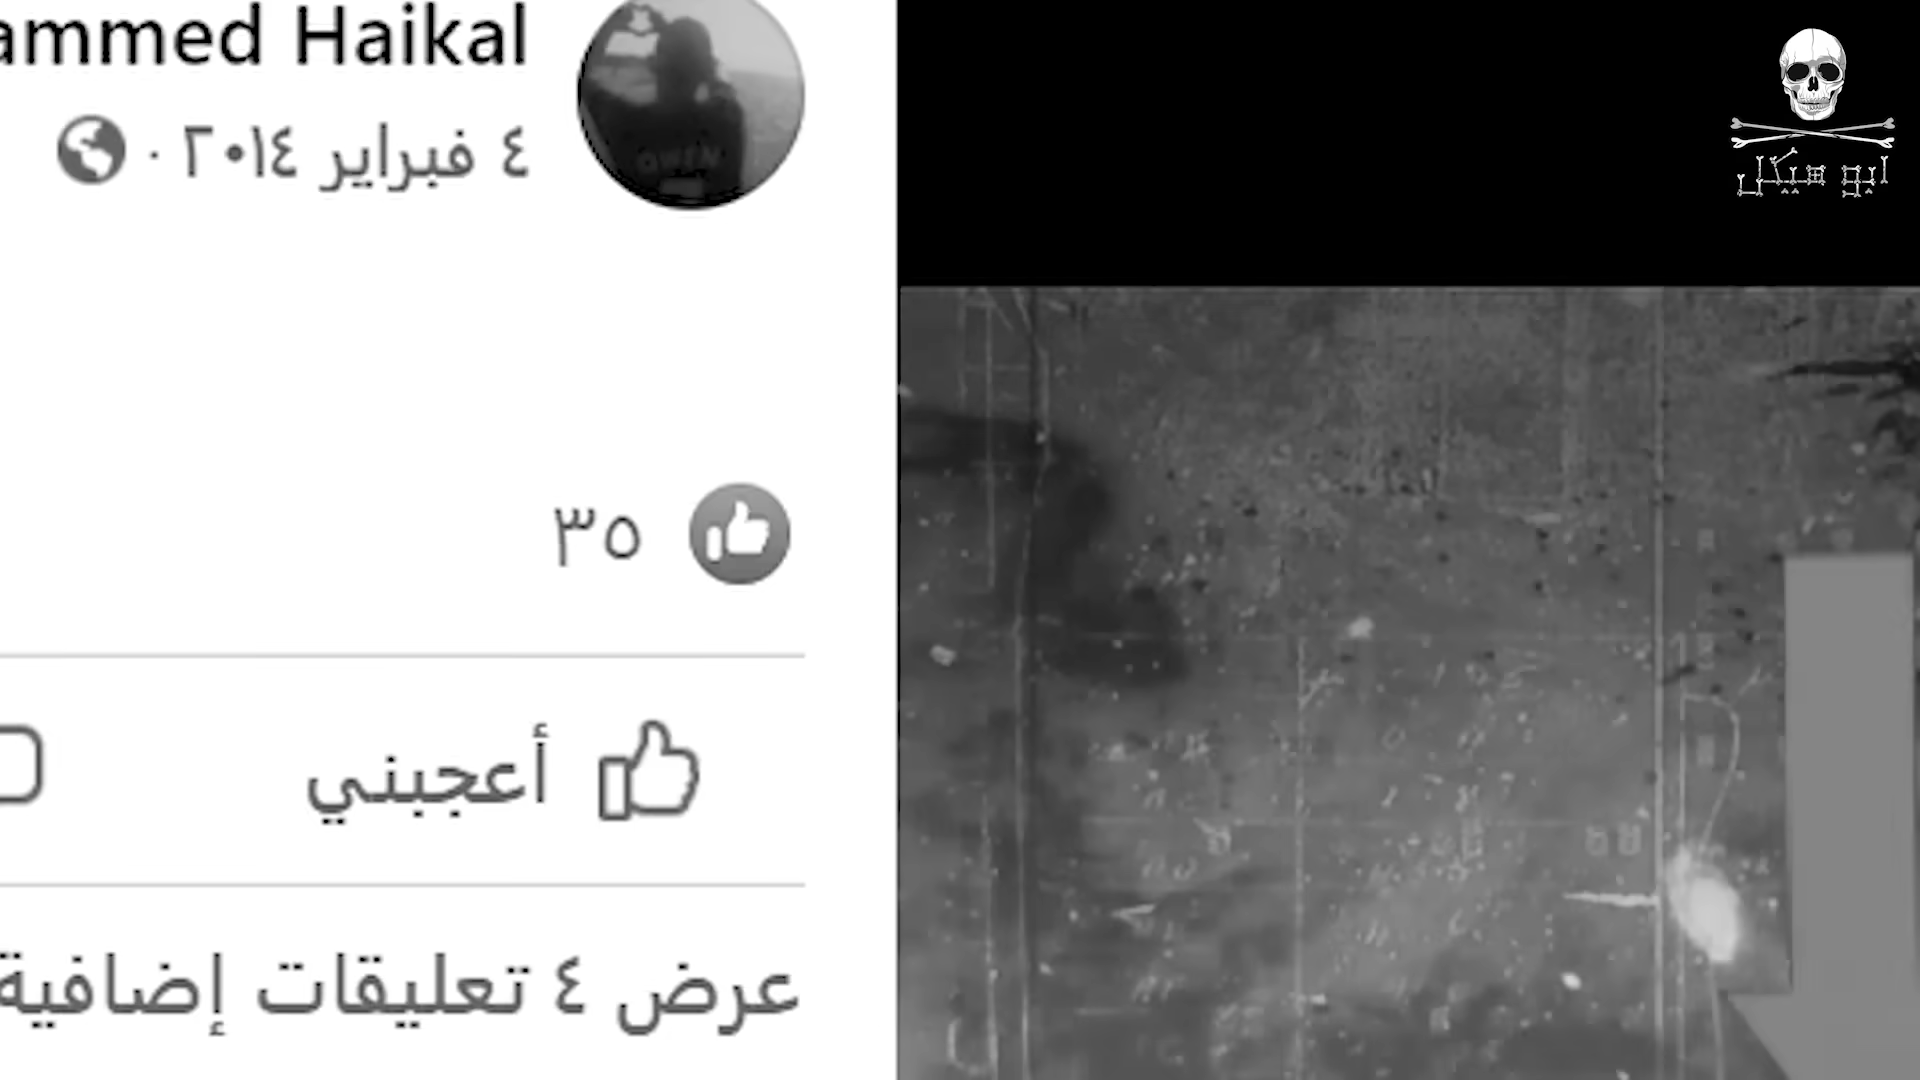 ammed Haikal
٤ فبراير ٢٠١٤ ·
٣٥
أعجبني
عرض ٤ تعليقات إضافية
ابو هيكل